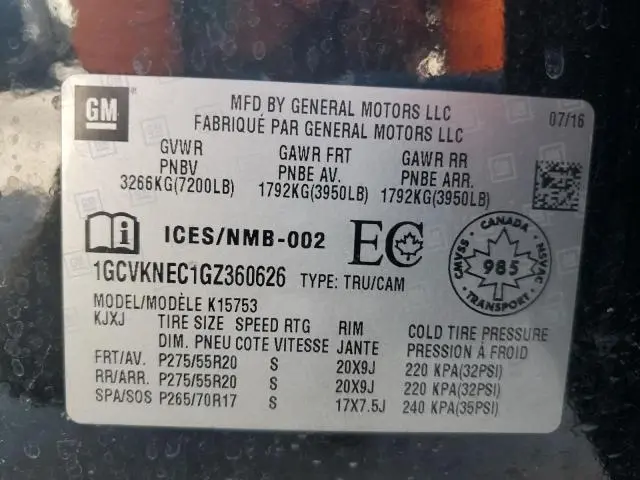 GM
MFD BY GENERAL MOTORS LLC
FABRIQUÉ PAR GENERAL MOTORS LLC
07/16
GVWR GAWR FRT GAWR RR
PNBV PNBE AV. PNBE ARR.
3266KG(7200LB) 1792KG(3950LB) 1792KG(3950LB)
i ICES/NMB-002 EC
CANADA
CMVSS 985 NSVAC
TRANSPORT
1GCVKNEC1GZ360626 TYPE: TRU/CAM
MODEL/MODÈLE K15753
KJXJ TIRE SIZE SPEED RTG RIM COLD TIRE PRESSURE
DIM. PNEU COTE VITESSE JANTE PRESSION À FROID
FRT/AV. P275/55R20 S 20X9J 220 KPA(32PSI)
RR/ARR. P275/55R20 S 20X9J 220 KPA(32PSI)
SPA/SOS P265/70R17 S 17X7.5J 240 KPA(35PSI)